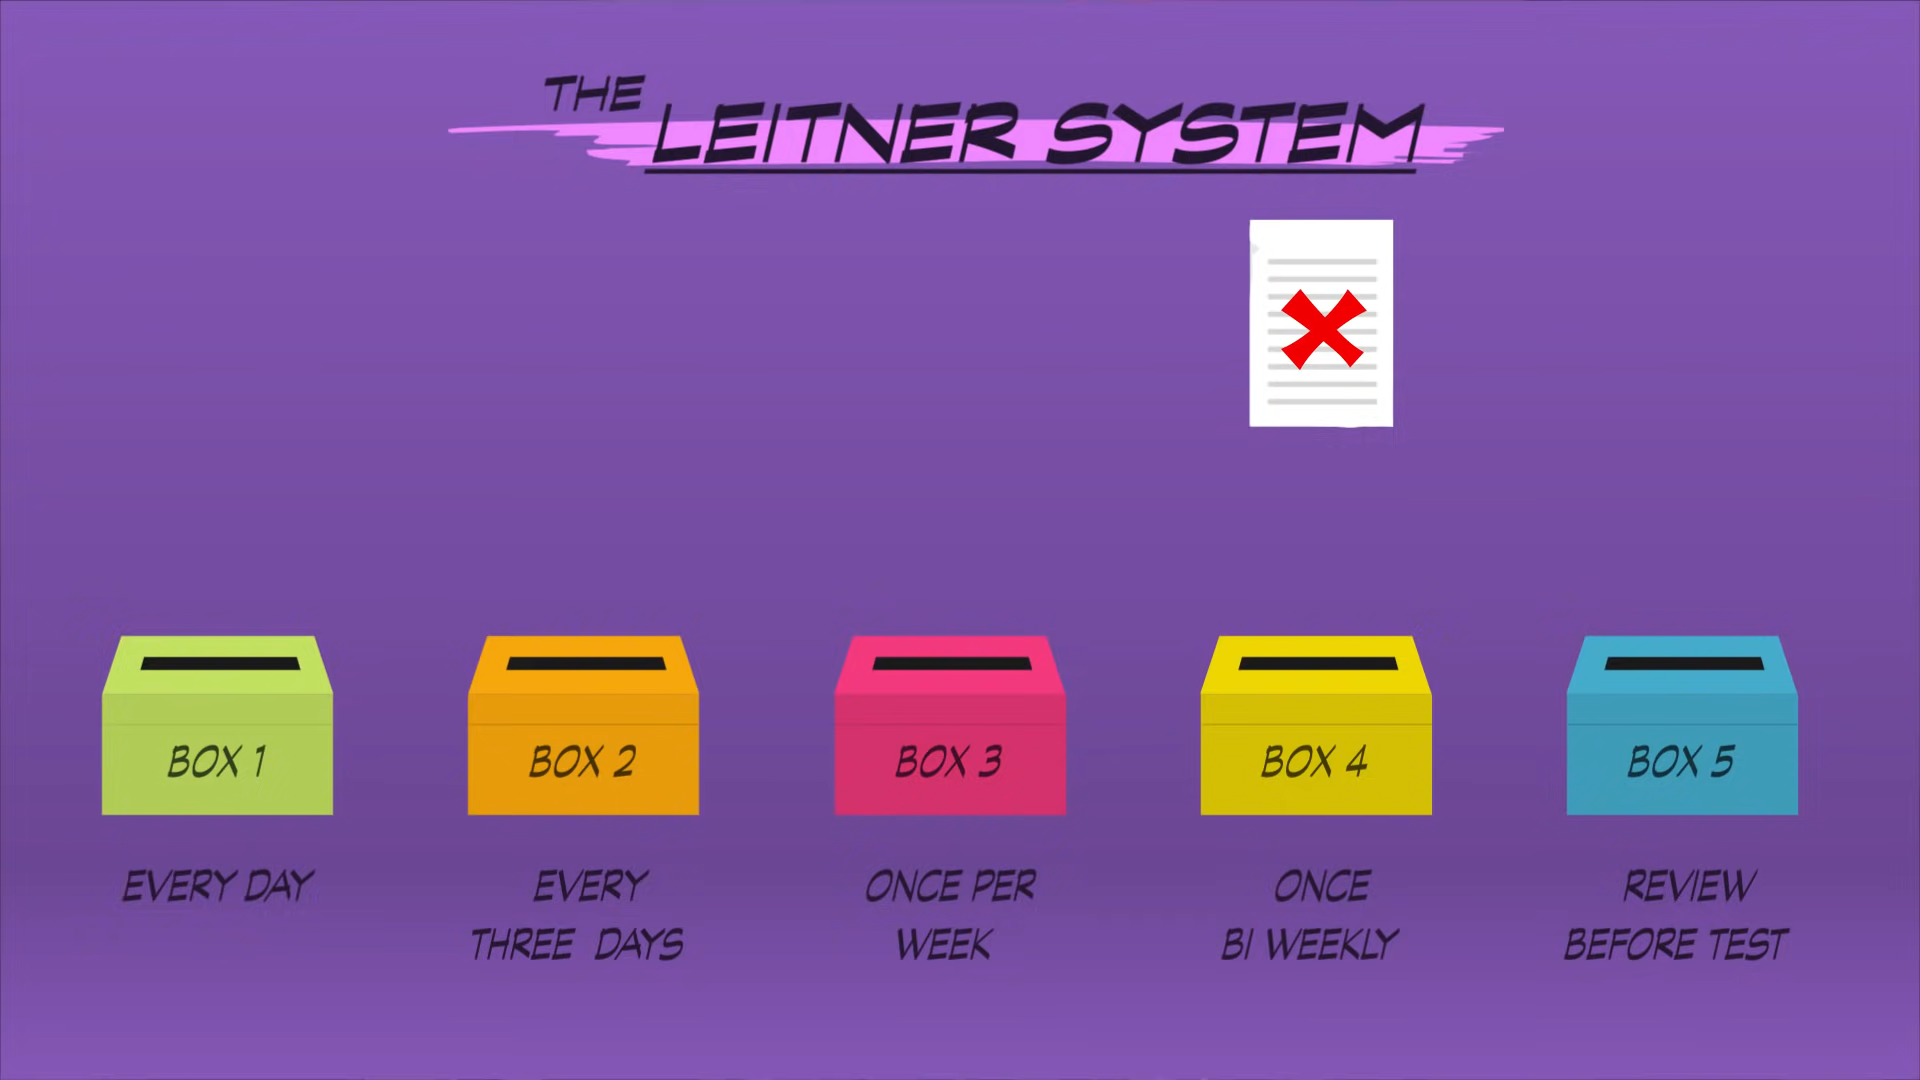 THE
LEITNER SYSTEM
BOX 1
BOX 2
BOX 3
BOX 4
BOX 5
EVERY DAY
EVERY
THREE DAYS
ONCE PER
WEEK
ONCE
BI WEEKLY
REVIEW
BEFORE TEST